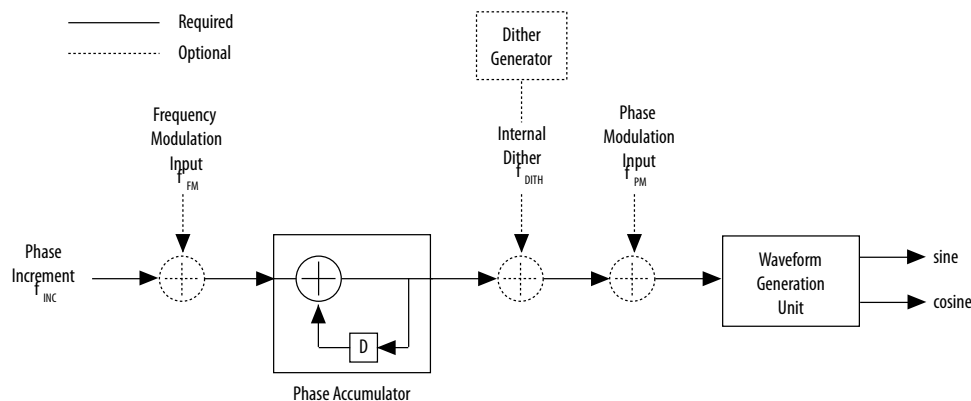 Required
Optional
Dither
Generator
Frequency
Modulation
Input
f FM
Internal
Dither
f DITH
Phase
Modulation
Input
f PM
Phase
Increment
f INC
D
Phase Accumulator
Waveform
Generation
Unit
sine
cosine